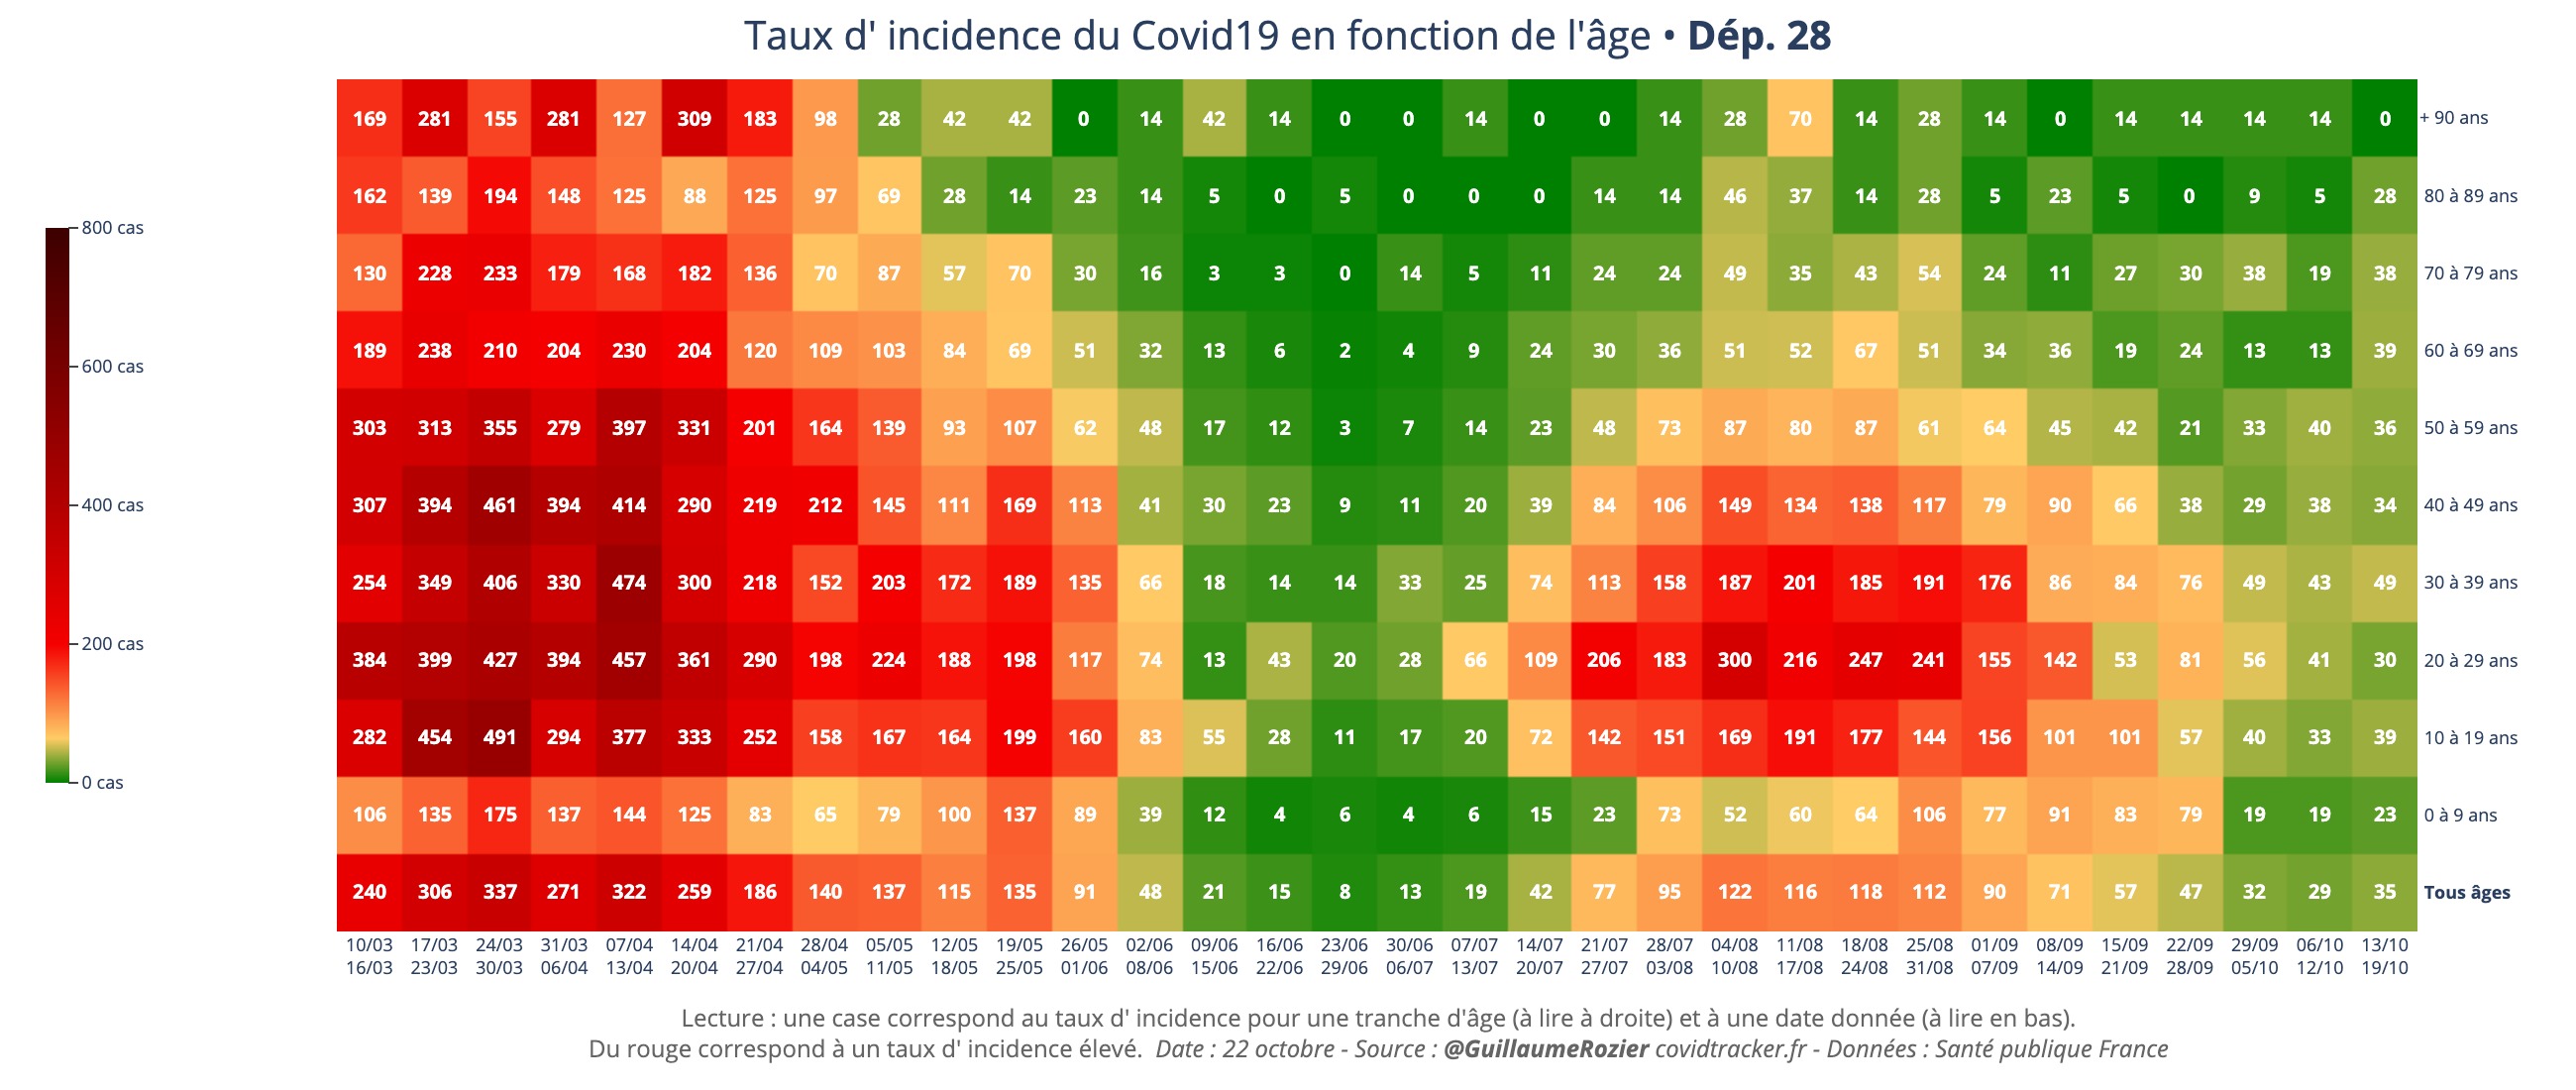 Taux d' incidence du Covid19 en fonction de l'âge • Dép. 28
800 cas
600 cas
400 cas
200 cas
0 cas
169 281 155 281 127 309 183 98 28 42 42 0 14 42 14 0 0 14 0 0 14 28 70 14 28 14 0 14 14 14 14 0 + 90 ans
162 139 194 148 125 88 125 97 69 28 14 23 14 5 0 5 0 0 0 14 14 46 37 14 28 5 23 5 0 9 5 28 80 à 89 ans
130 228 233 179 168 182 136 70 87 57 70 30 16 3 3 0 14 5 11 24 24 49 35 43 54 24 11 27 30 38 19 38 70 à 79 ans
189 238 210 204 230 204 120 109 103 84 69 51 32 13 6 2 4 9 24 30 36 51 52 67 51 34 36 19 24 13 13 39 60 à 69 ans
303 313 355 279 397 331 201 164 139 93 107 62 48 17 12 3 7 14 23 48 73 87 80 87 61 64 45 42 21 33 40 36 50 à 59 ans
307 394 461 394 414 290 219 212 145 111 169 113 41 30 23 9 11 20 39 84 106 149 134 138 117 79 90 66 38 29 38 34 40 à 49 ans
254 349 406 330 474 300 218 152 203 172 189 135 66 18 14 14 33 25 74 113 158 187 201 185 191 176 86 84 76 49 43 49 30 à 39 ans
384 399 427 394 457 361 290 198 224 188 198 117 74 13 43 20 28 66 109 206 183 300 216 247 241 155 142 53 81 56 41 30 20 à 29 ans
282 454 491 294 377 333 252 158 167 164 199 160 83 55 28 11 17 20 72 142 151 169 191 177 144 156 101 101 57 40 33 39 10 à 19 ans
106 135 175 137 144 125 83 65 79 100 137 89 39 12 4 6 4 6 15 23 73 52 60 64 106 77 91 83 79 19 19 23 0 à 9 ans
240 306 337 271 322 259 186 140 137 115 135 91 48 21 15 8 13 19 42 77 95 122 116 118 112 90 71 57 47 32 29 35 Tous âges
10/03 17/03 24/03 31/03 07/04 14/04 21/04 28/04 05/05 12/05 19/05 26/05 02/06 09/06 16/06 23/06 30/06 07/07 14/07 21/07 28/07 04/08 11/08 18/08 25/08 01/09 08/09 15/09 22/09 29/09 06/10 13/10
16/03 23/03 30/03 06/04 13/04 20/04 27/04 04/05 11/05 18/05 25/05 01/06 08/06 15/06 22/06 29/06 06/07 13/07 20/07 27/07 03/08 10/08 17/08 24/08 31/08 07/09 14/09 21/09 28/09 05/10 12/10 19/10
Lecture : une case correspond au taux d' incidence pour une tranche d'âge (à lire à droite) et à une date donnée (à lire en bas).
Du rouge correspond à un taux d' incidence élevé. Date : 22 octobre - Source : @GuillaumeRozier covidtracker.fr - Données : Santé publique France